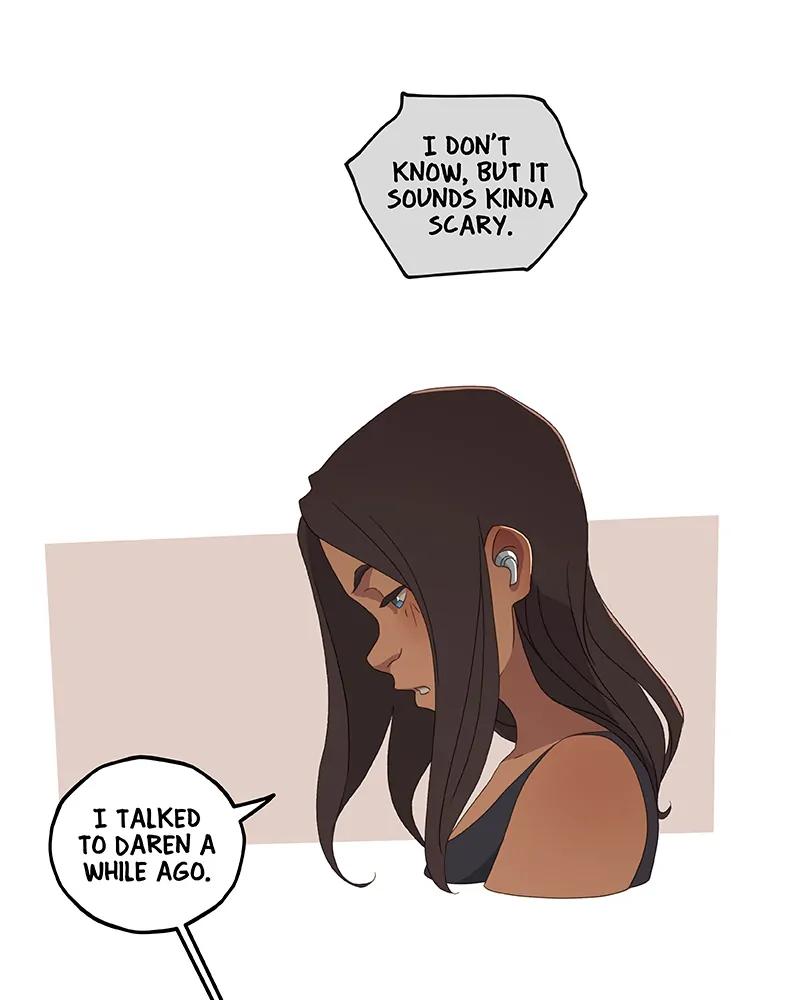 I DON'T
KNOW, BUT IT
SOUNDS KINDA
SCARY.
I TALKED
TO DAREN A
WHILE AGO.